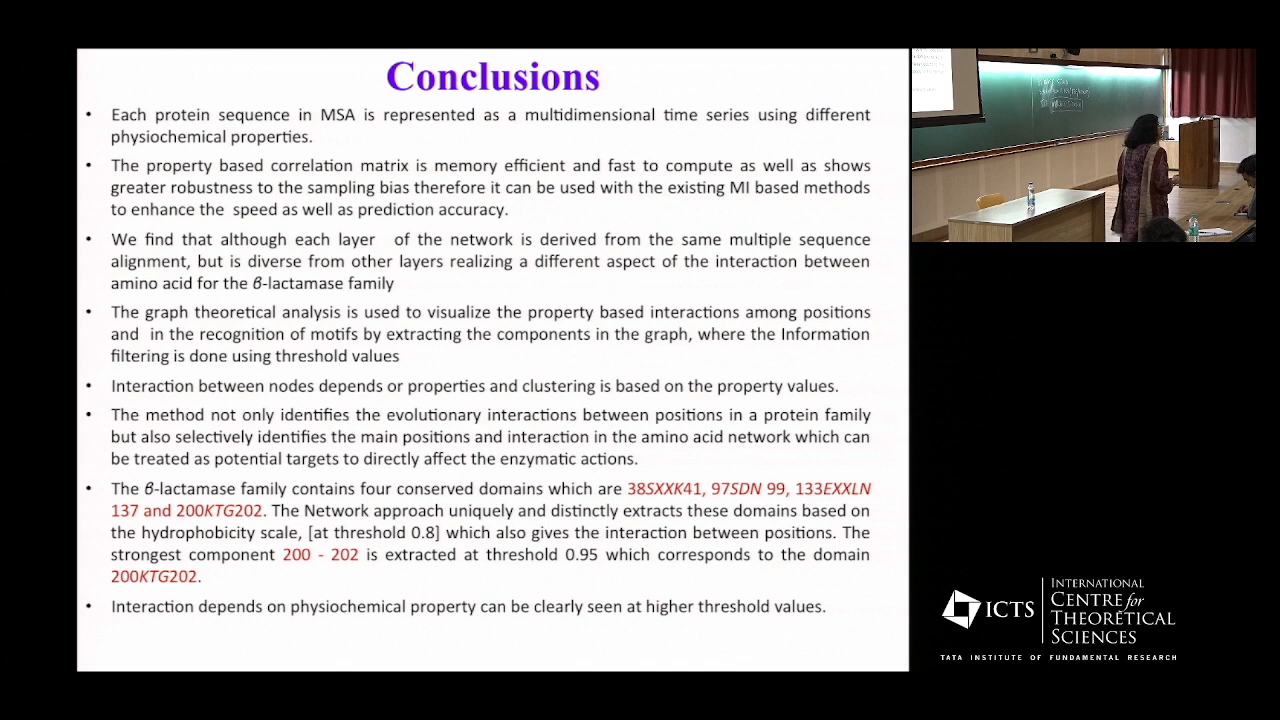 Conclusions
• Each protein sequence in MSA is represented as a multidimensional time series using different
physiochemical properties.
• The property based correlation matrix is memory efficient and fast to compute as well as shows
greater robustness to the sampling bias therefore it can be used with the existing MI based methods
to enhance the speed as well as prediction accuracy.
• We find that although each layer of the network is derived from the same multiple sequence
alignment, but is diverse from other layers realizing a different aspect of the interaction between
amino acid for the β-lactamase family
• The graph theoretical analysis is used to visualize the property based interactions among positions
and in the recognition of motifs by extracting the components in the graph, where the Information
filtering is done using threshold values
• Interaction between nodes depends or properties and clustering is based on the property values.
• The method not only identifies the evolutionary interactions between positions in a protein family
but also selectively identifies the main positions and interaction in the amino acid network which can
be treated as potential targets to directly affect the enzymatic actions.
• The β-lactamase family contains four conserved domains which are 38SXXK41, 97SDN 99, 133EXXLN
137 and 200KTG202. The Network approach uniquely and distinctly extracts these domains based on
the hydrophobicity scale, [at threshold 0.8] which also gives the interaction between positions. The
strongest component 200 - 202 is extracted at threshold 0.95 which corresponds to the domain
200KTG202.
• Interaction depends on physiochemical property can be clearly seen at higher threshold values.
ICTS
INTERNATIONAL
CENTRE for
THEORETICAL
SCIENCES
TATA INSTITUTE OF FUNDAMENTAL RESEARCH